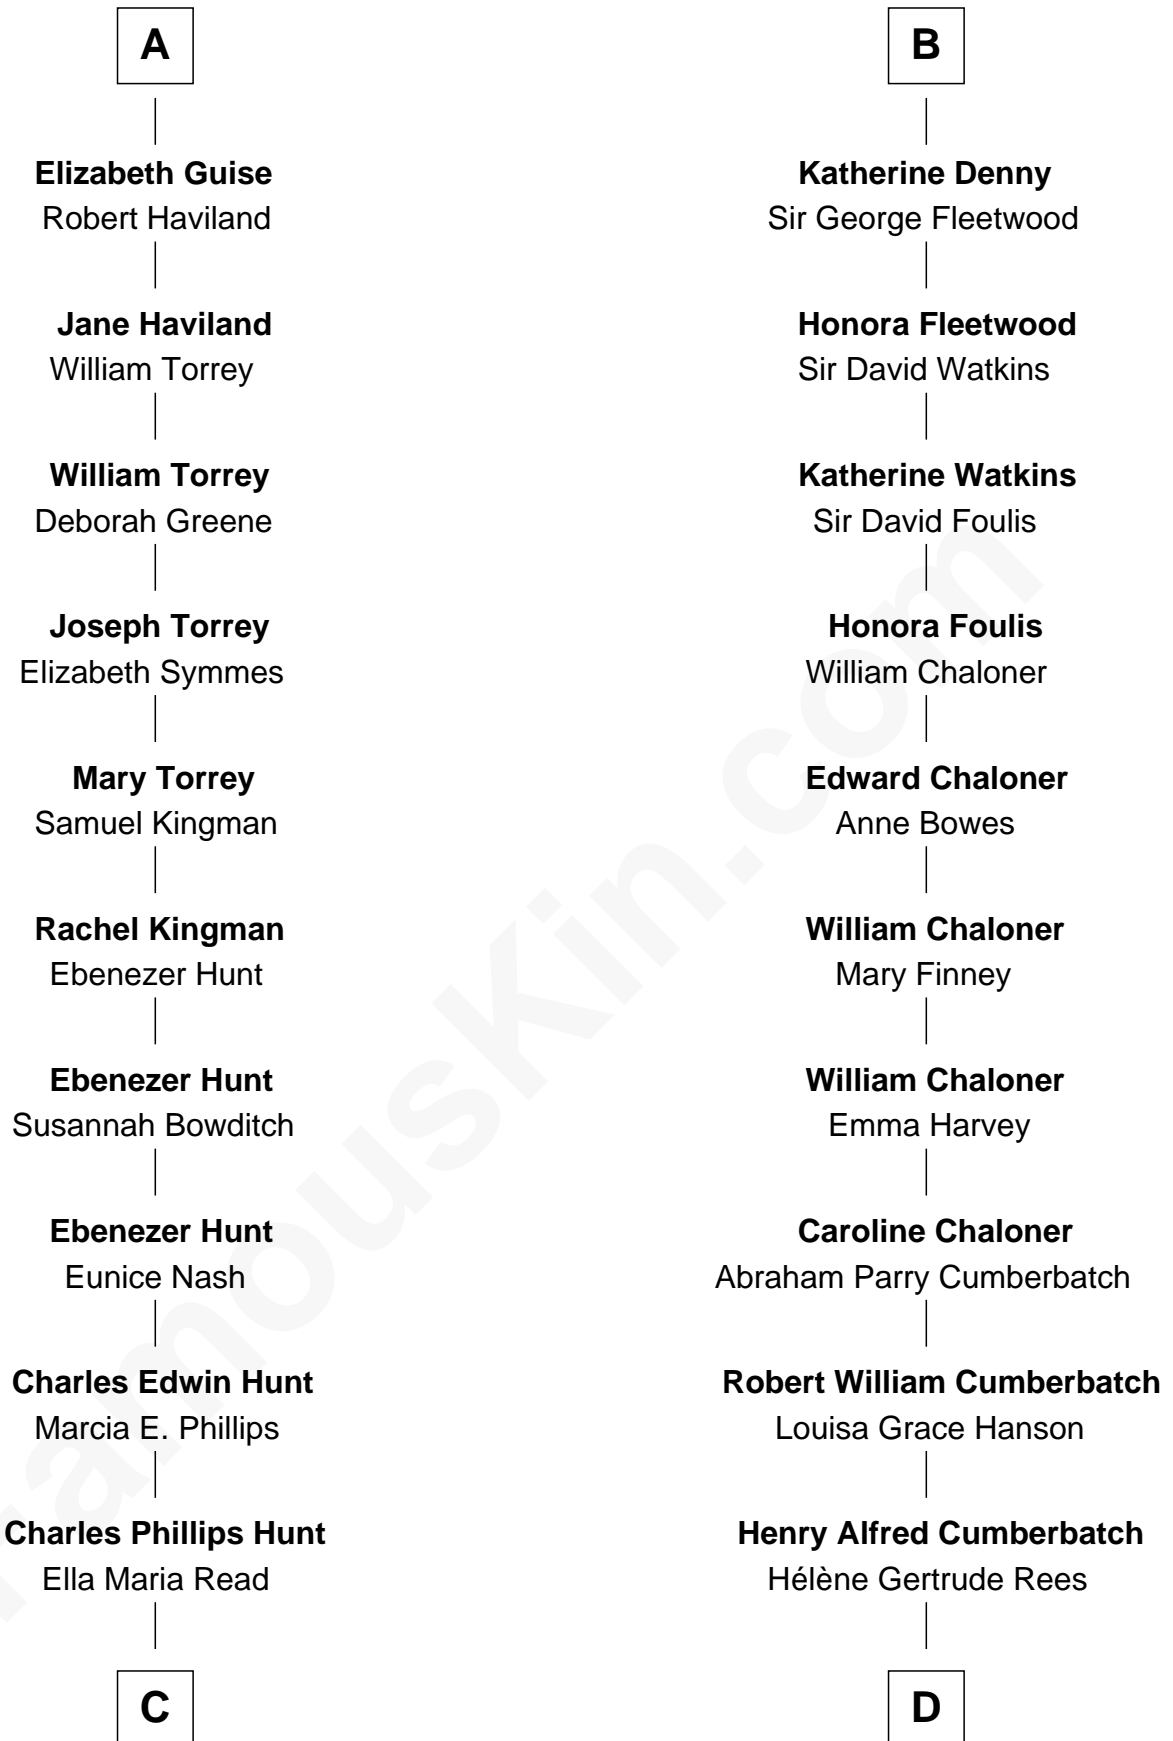 A
Elizabeth Guise
Robert Haviland
Jane Haviland
William Torrey
William Torrey
Deborah Greene
Joseph Torrey
Elizabeth Symmes
Mary Torrey
Samuel Kingman
Rachel Kingman
Ebenezer Hunt
Ebenezer Hunt
Susannah Bowditch
Ebenezer Hunt
Eunice Nash
Charles Edwin Hunt
Marcia E. Phillips
Charles Phillips Hunt
Ella Maria Read
C
B
Katherine Denny
Sir George Fleetwood
Honora Fleetwood
Sir David Watkins
Katherine Watkins
Sir David Foulis
Honora Foulis
William Chaloner
Edward Chaloner
Anne Bowes
William Chaloner
Mary Finney
William Chaloner
Emma Harvey
Caroline Chaloner
Abraham Parry Cumberbatch
Robert William Cumberbatch
Louisa Grace Hanson
Henry Alfred Cumberbatch
Hélène Gertrude Rees
D
FamousKin.com